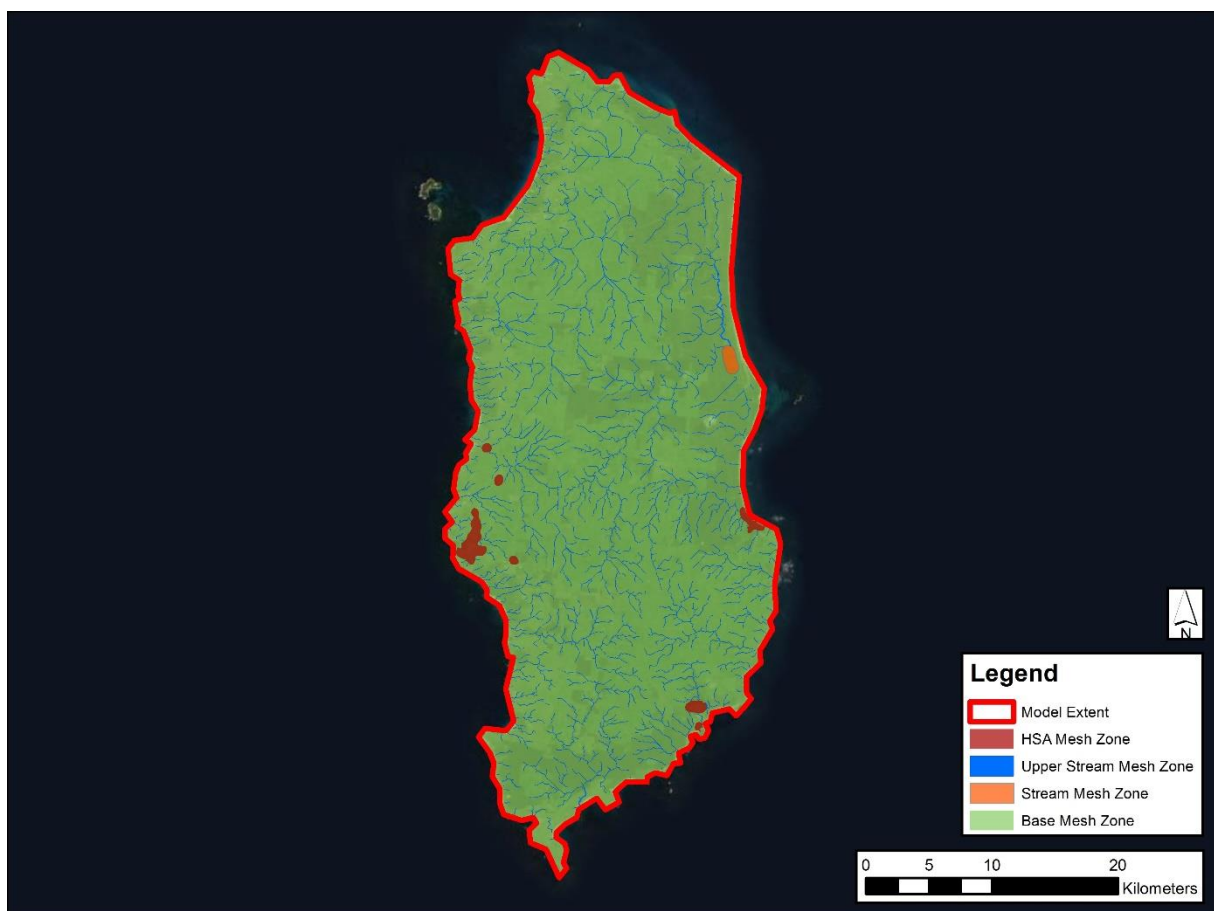 N
Legend
Model Extent
HSA Mesh Zone
Upper Stream Mesh Zone
Stream Mesh Zone
Base Mesh Zone
0 5 10 20
Kilometers